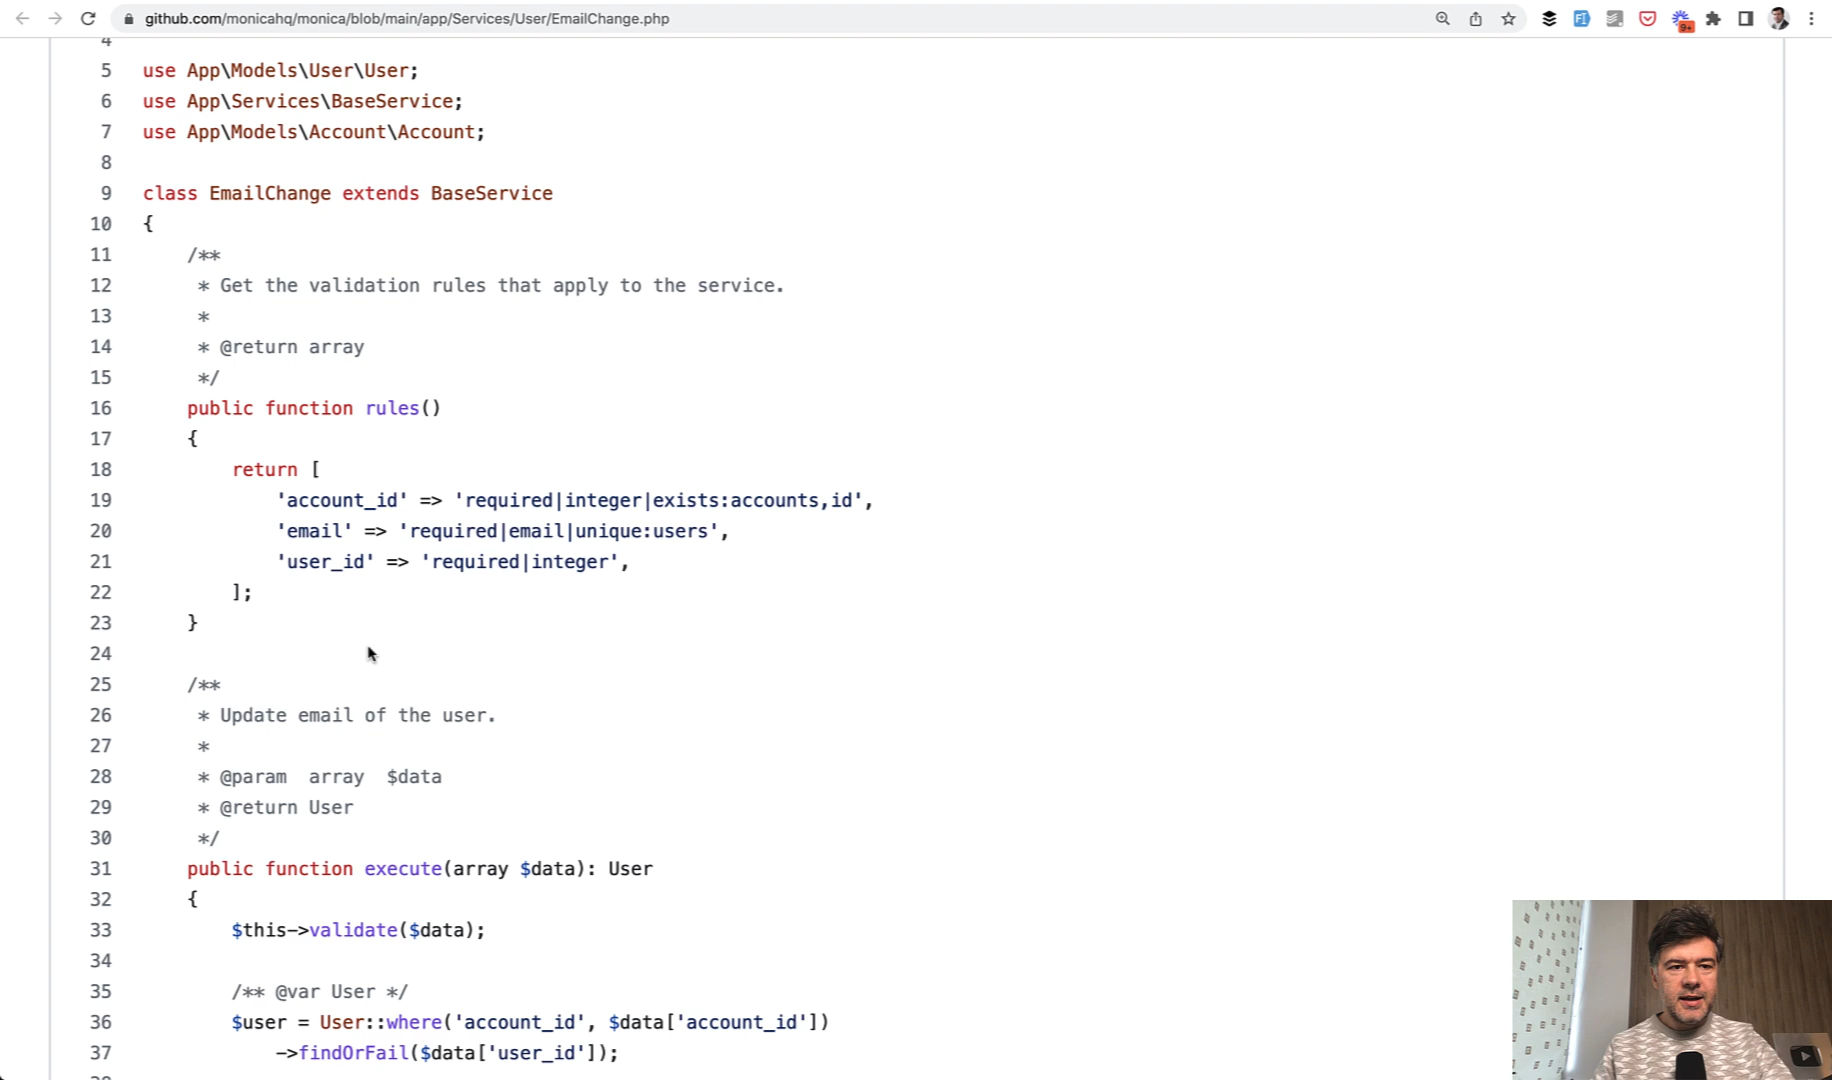 github.com/monicahq/monica/blob/main/app/Services/User/EmailChange.php
9+
4
5 use App\Models\User\User;
6 use App\Services\BaseService;
7 use App\Models\Account\Account;
8
9 class EmailChange extends BaseService
10 {
11 /**
12 * Get the validation rules that apply to the service.
13 *
14 * @return array
15 */
16 public function rules()
17 {
18 return [
19 'account_id' => 'required|integer|exists:accounts,id',
20 'email' => 'required|email|unique:users',
21 'user_id' => 'required|integer',
22 ];
23 }
24
25 /**
26 * Update email of the user.
27 *
28 * @param  array  $data
29 * @return User
30 */
31 public function execute(array $data): User
32 {
33 $this->validate($data);
34
35 /** @var User */
36 $user = User::where('account_id', $data['account_id'])
37 ->findOrFail($data['user_id']);